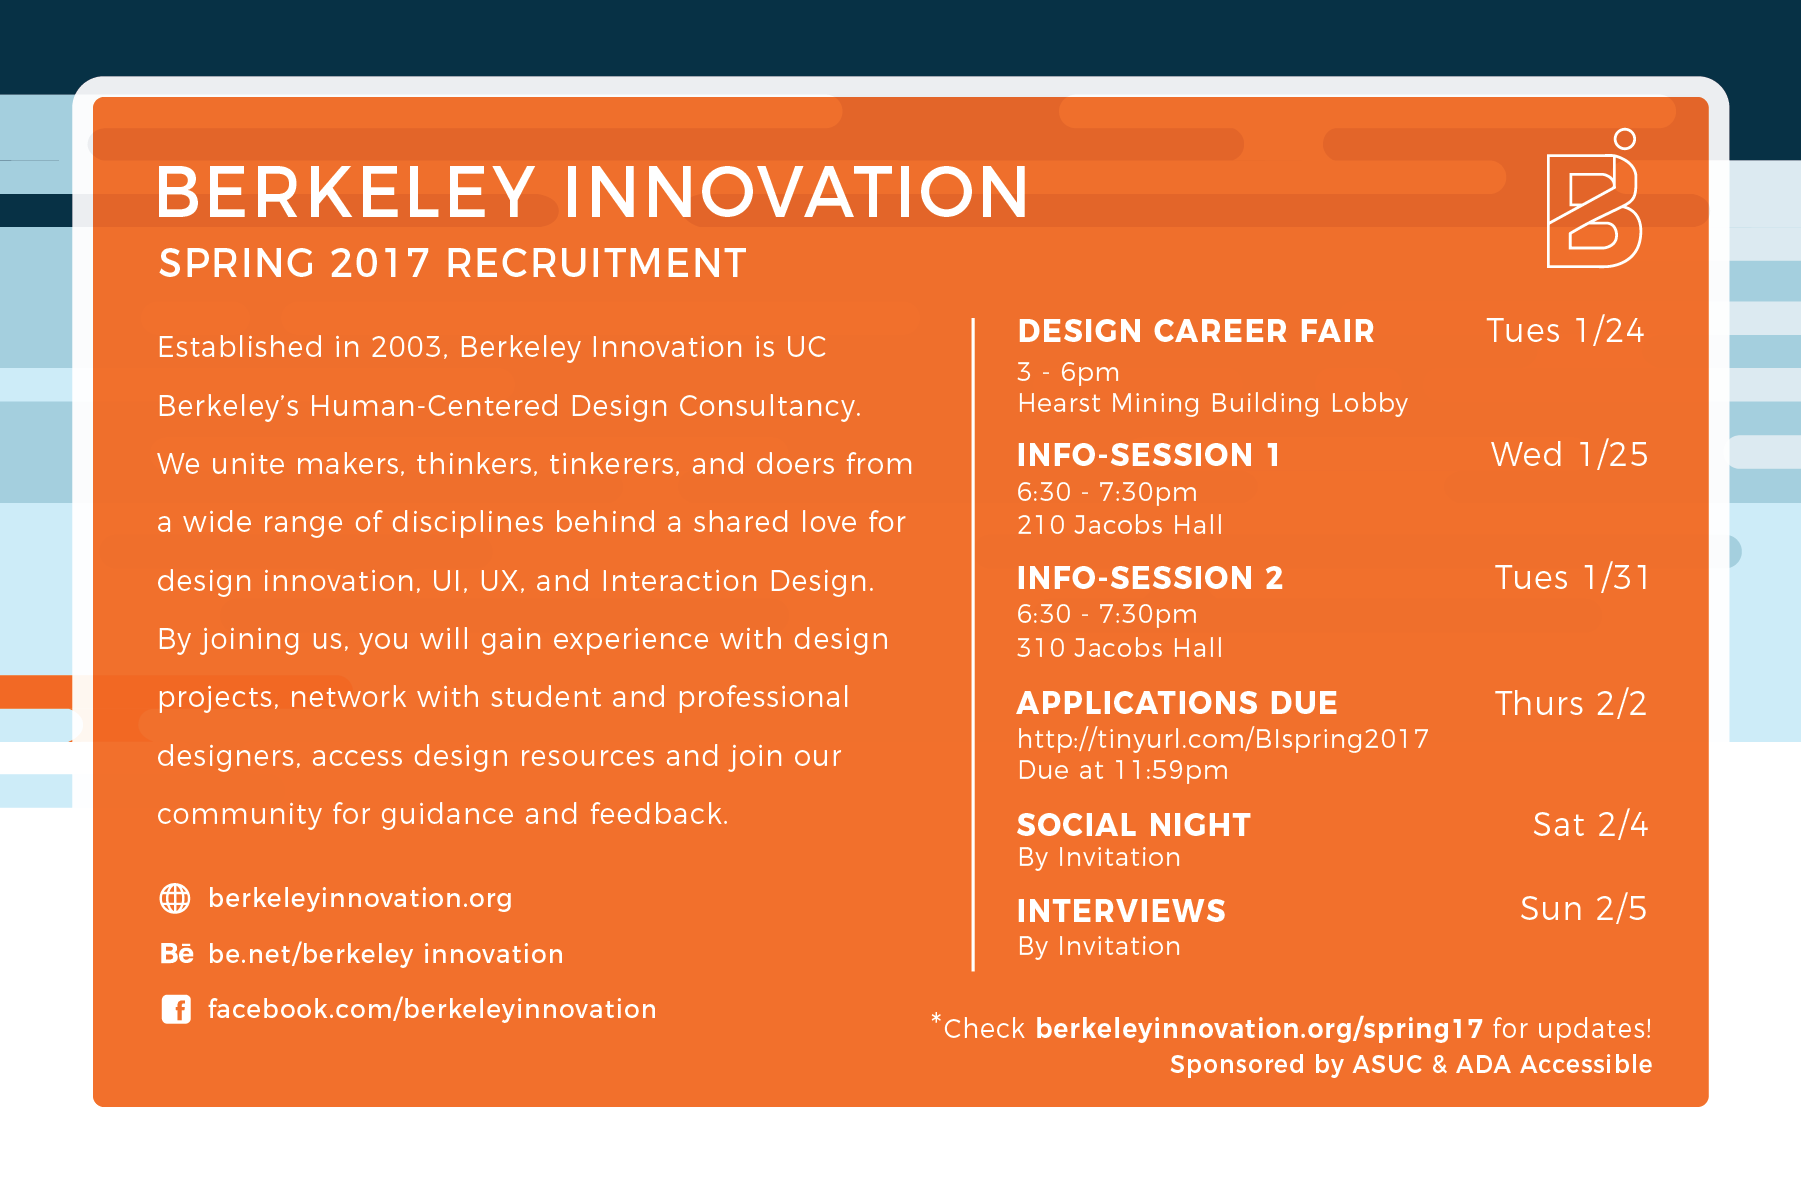 BERKELEY INNOVATION
SPRING 2017 RECRUITMENT
Established in 2003, Berkeley Innovation is UC
Berkeley’s Human-Centered Design Consultancy.
We unite makers, thinkers, tinkerers, and doers from
a wide range of disciplines behind a shared love for
design innovation, UI, UX, and Interaction Design.
By joining us, you will gain experience with design
projects, network with student and professional
designers, access design resources and join our
community for guidance and feedback.
berkeleyinnovation.org
Bē be.net/berkeley innovation
f facebook.com/berkeleyinnovation
DESIGN CAREER FAIR Tues 1/24
3 - 6pm
Hearst Mining Building Lobby
INFO-SESSION 1 Wed 1/25
6:30 - 7:30pm
210 Jacobs Hall
INFO-SESSION 2 Tues 1/31
6:30 - 7:30pm
310 Jacobs Hall
APPLICATIONS DUE Thurs 2/2
http://tinyurl.com/BIspring2017
Due at 11:59pm
SOCIAL NIGHT Sat 2/4
By Invitation
INTERVIEWS Sun 2/5
By Invitation
*Check berkeleyinnovation.org/spring17 for updates!
Sponsored by ASUC & ADA Accessible